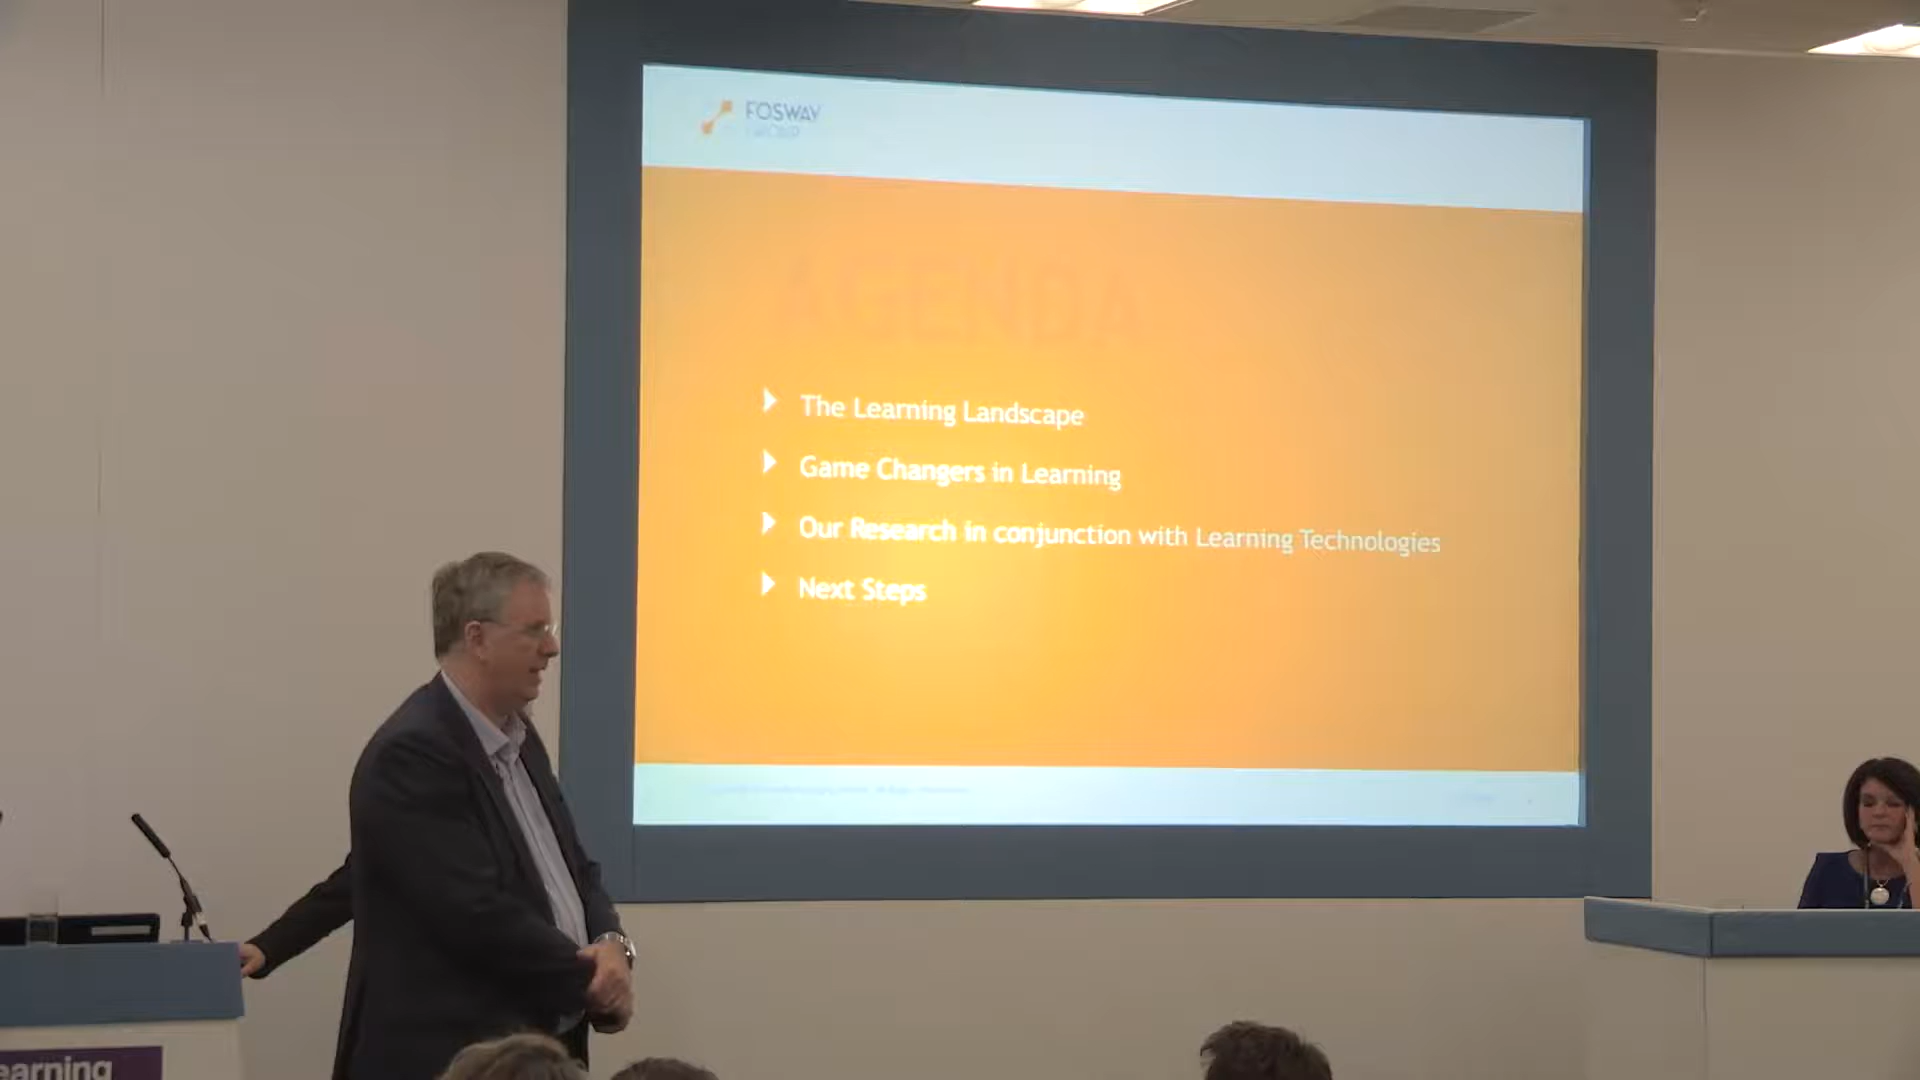 FOSWAY
GROUP
AGENDA
The Learning Landscape
Game Changers in Learning
Our Research in conjunction with Learning Technologies
Next Steps
earning